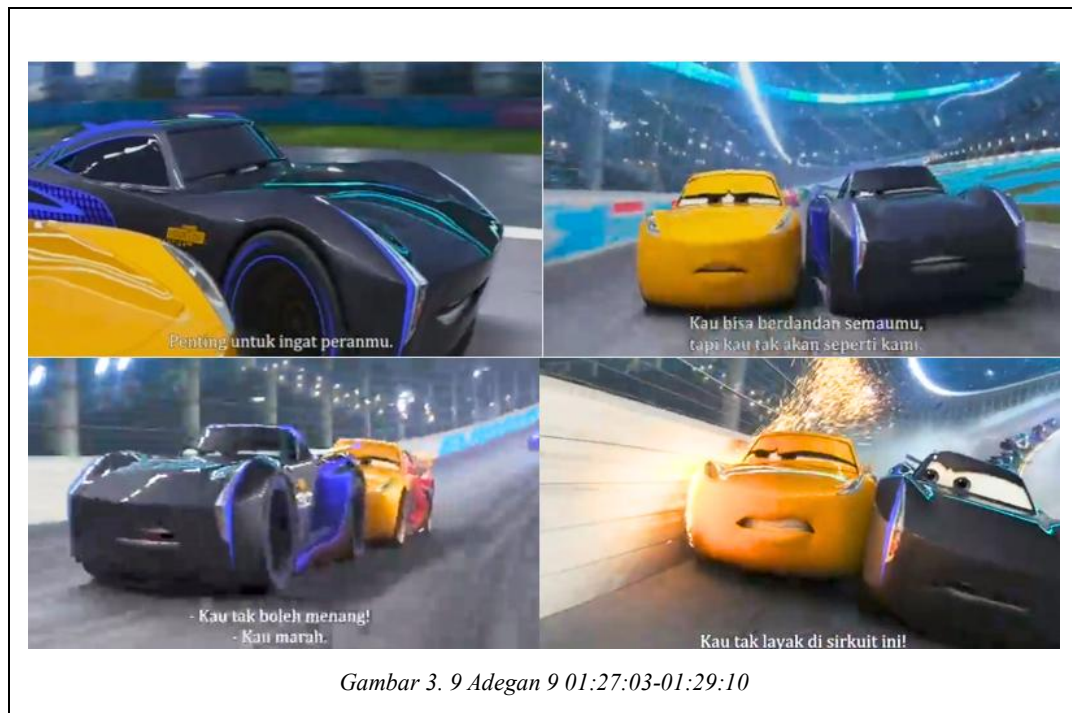 Penting untuk ingat peranmu.
Kau bisa berdandan semaumu,
tapi kau tak akan seperti kami.
- Kau tak boleh menang!
- Kau marah.
Kau tak layak di sirkuit ini!
Gambar 3. 9 Adegan 9 01:27:03-01:29:10